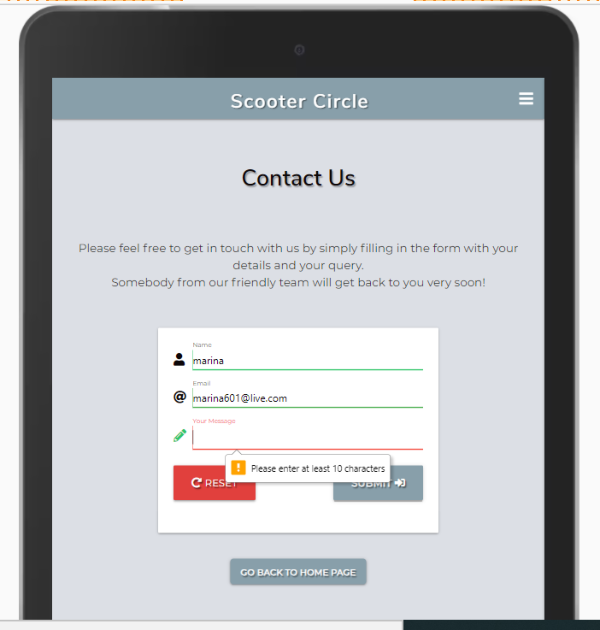 Scooter Circle
Contact Us
Please feel free to get in touch with us by simply filling in the form with your
details and your query.
Somebody from our friendly team will get back to you very soon!
Name
marina
Email
@ marina601@live.com
Your Message
! Please enter at least 10 characters
RESET
SUBMIT
GO BACK TO HOME PAGE